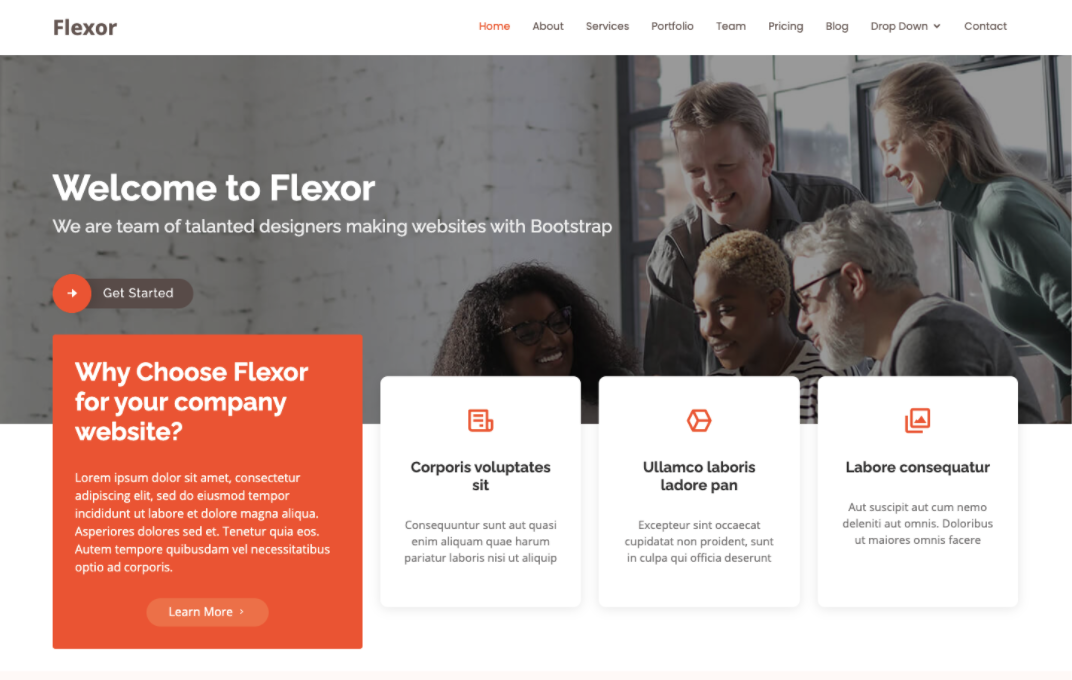 Flexor
Home About Services Portfolio Team Pricing Blog Drop Down Contact
Welcome to Flexor
We are team of talanted designers making websites with Bootstrap
Get Started
Why Choose Flexor
for your company
website?
Lorem ipsum dolor sit amet, consectetur
adipiscing elit, sed do eiusmod tempor
incididunt ut labore et dolore magna aliqua.
Asperiores dolores sed et. Tenetur quia eos.
Autem tempore quibusdam vel necessitatibus
optio ad corporis.
Learn More
Corporis voluptates
sit
Consequuntur sunt aut quasi
enim aliquam quae harum
pariatur laboris nisi ut aliquip
Ullamco laboris
ladore pan
Excepteur sint occaecat
cupidatat non proident, sunt
in culpa qui officia deserunt
Labore consequatur
Aut suscipit aut cum nemo
deleniti aut omnis. Doloribus
ut maiores omnis facere